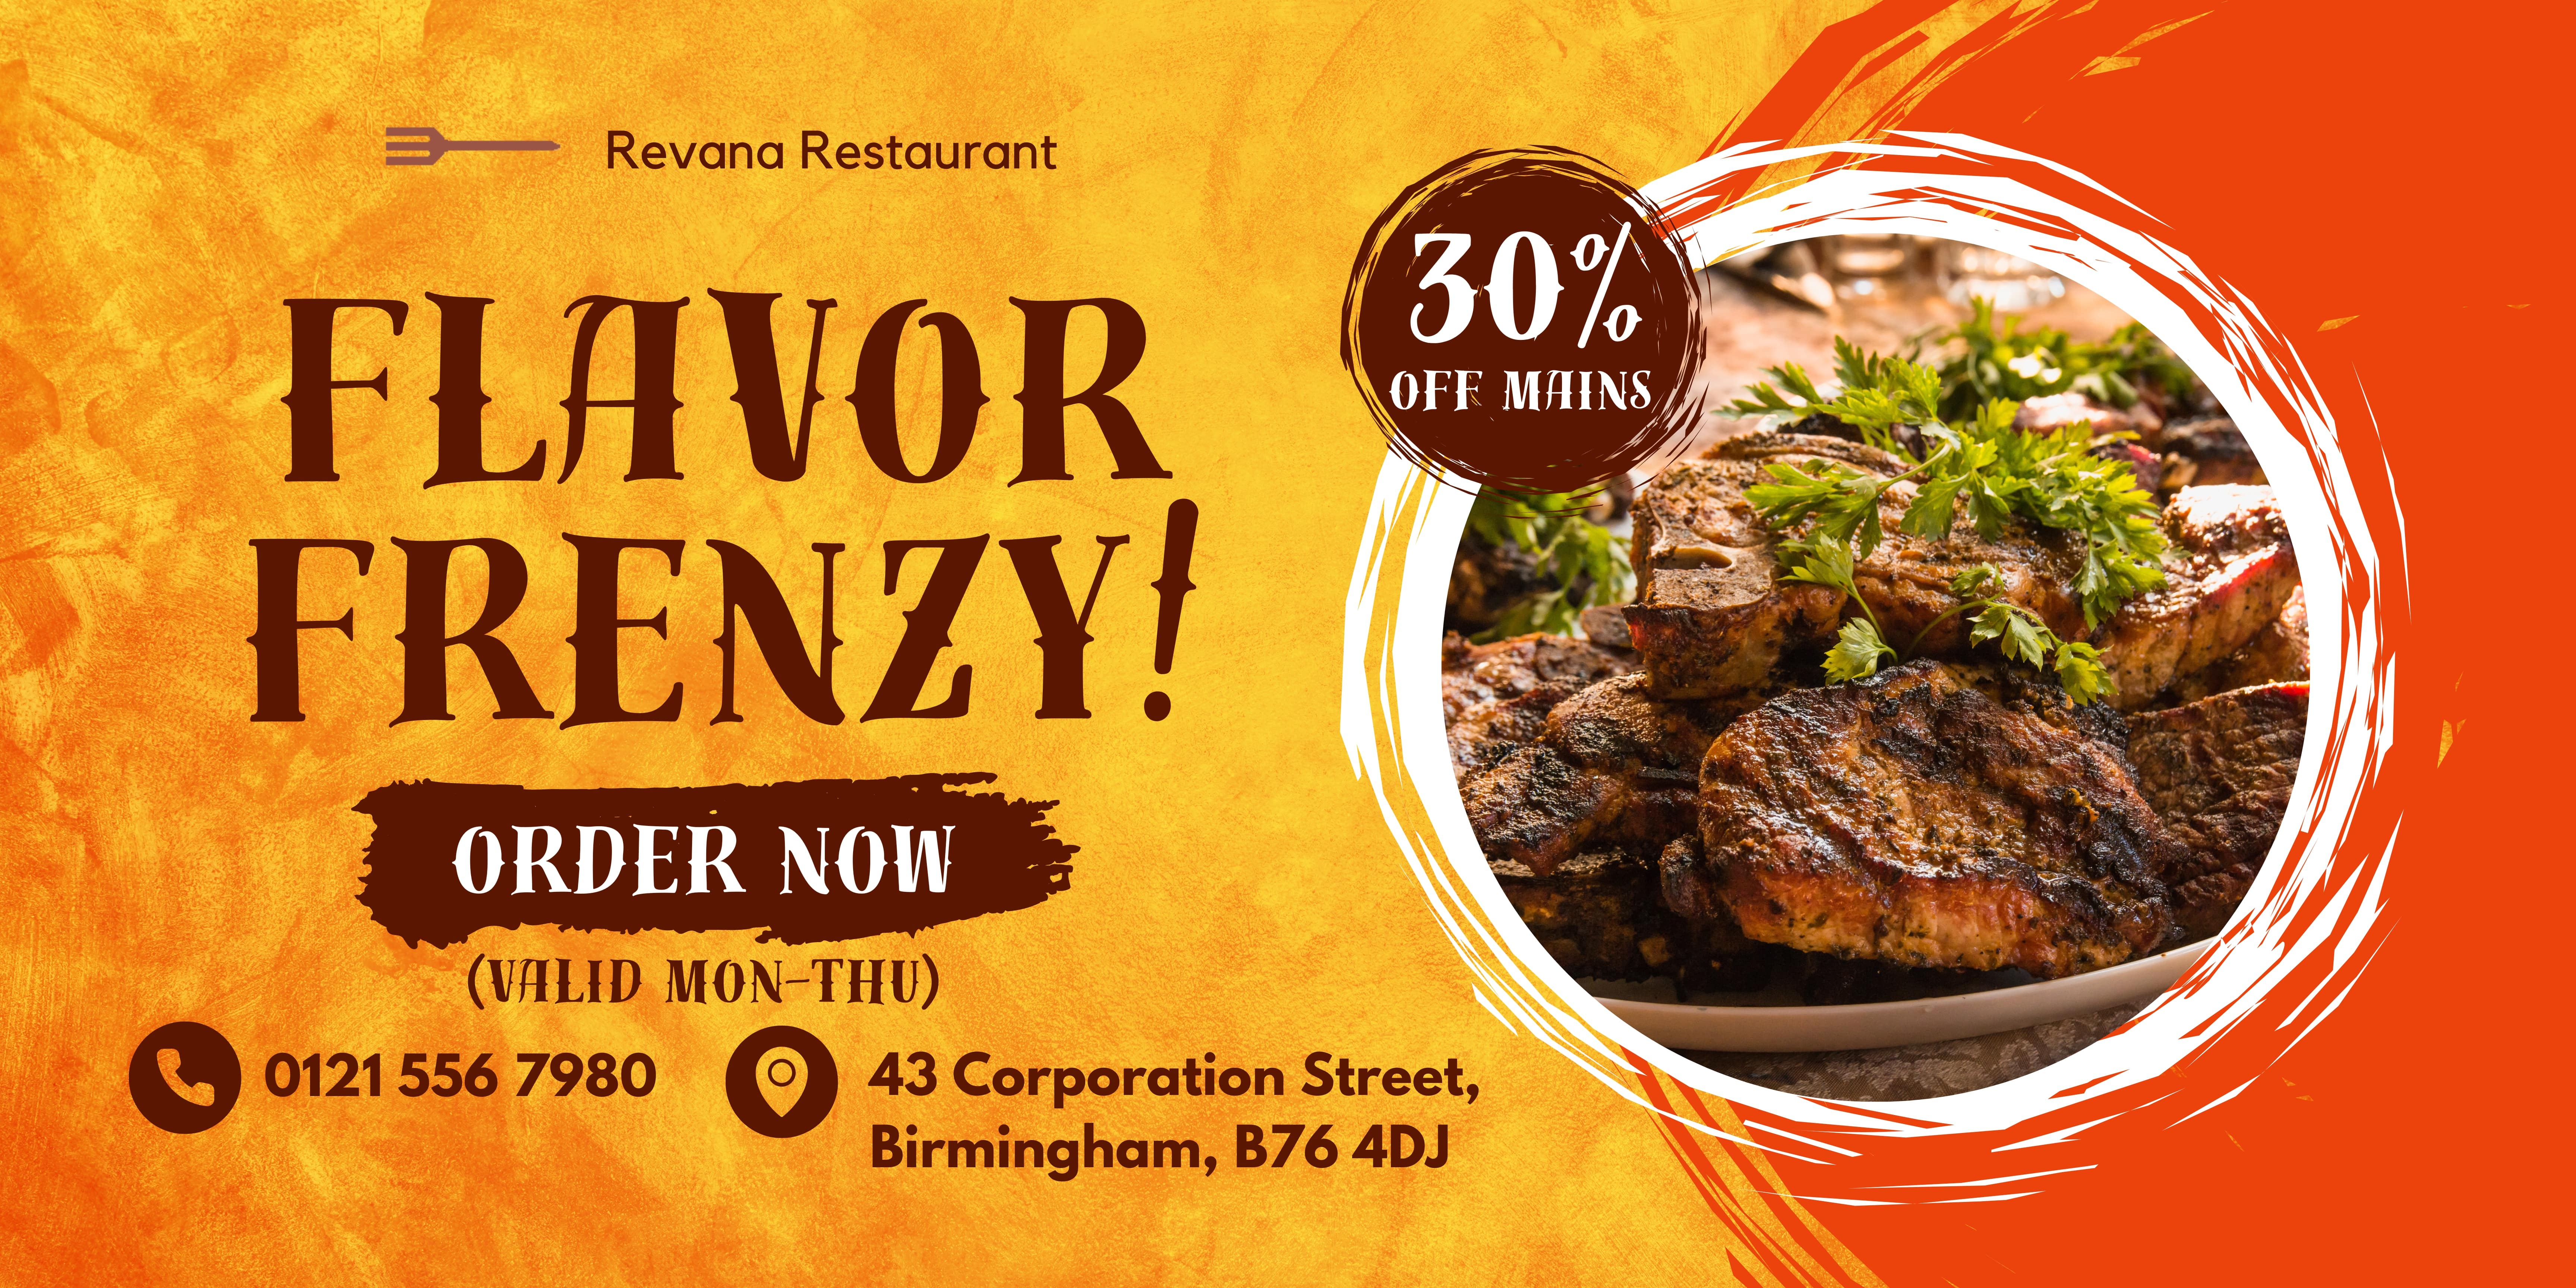 Revana Restaurant
FLAVOR
FRENZY!
30%
OFF MAINS
ORDER NOW
(VALID MON-THU)
0121 556 7980
43 Corporation Street,
Birmingham, B76 4DJ